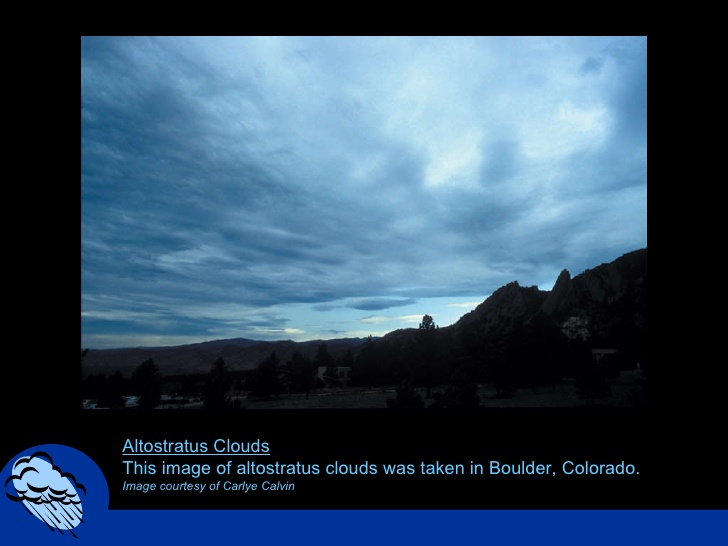 Altostratus Clouds
This image of altostratus clouds was taken in Boulder, Colorado.
Image courtesy of Carlye Calvin